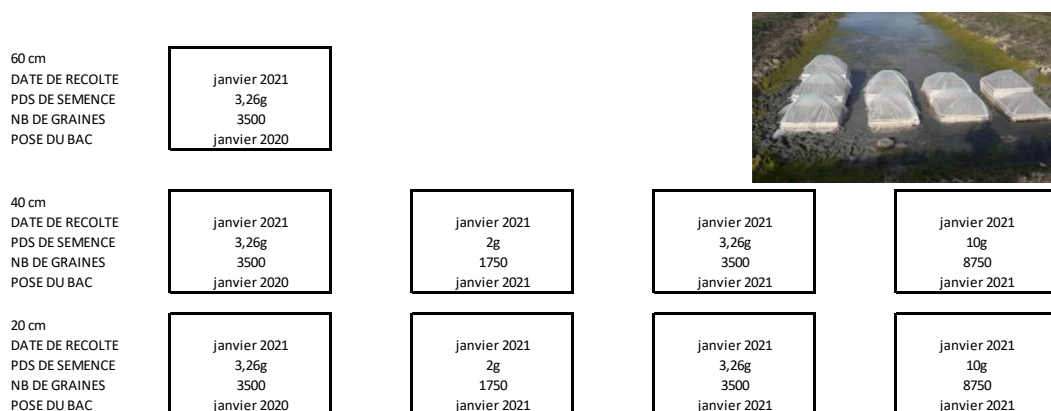 60 cm
DATE DE RECOLTE janvier 2021
PDS DE SEMENCE 3,26g
NB DE GRAINES 3500
POSE DU BAC janvier 2020
40 cm
DATE DE RECOLTE janvier 2021 janvier 2021 janvier 2021 janvier 2021
PDS DE SEMENCE 3,26g 2g 3,26g 10g
NB DE GRAINES 3500 1750 3500 8750
POSE DU BAC janvier 2020 janvier 2021 janvier 2021 janvier 2021
20 cm
DATE DE RECOLTE janvier 2021 janvier 2021 janvier 2021 janvier 2021
PDS DE SEMENCE 3,26g 2g 3,26g 10g
NB DE GRAINES 3500 1750 3500 8750
POSE DU BAC janvier 2020 janvier 2021 janvier 2021 janvier 2021